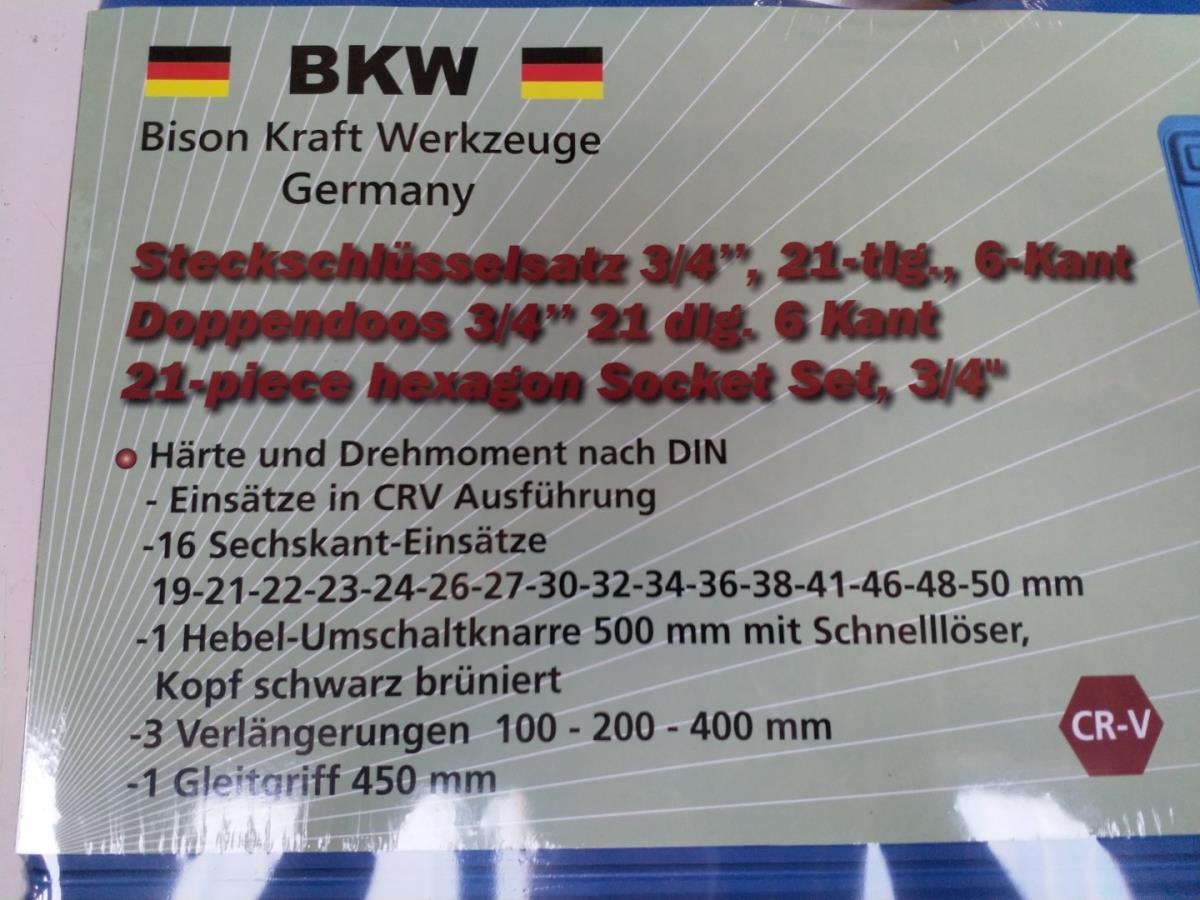 BKW
Bison Kraft Werkzeuge
Germany
Steckschlüsselsatz 3/4”, 21-tlg., 6-Kant
Doppendoos 3/4” 21 dlg. 6 Kant
21-piece hexagon Socket Set, 3/4"
Härte und Drehmoment nach DIN
- Einsätze in CRV Ausführung
-16 Sechskant-Einsätze
19-21-22-23-24-26-27-30-32-34-36-38-41-46-48-50 mm
-1 Hebel-Umschaltknarre 500 mm mit Schnelllöser,
Kopf schwarz brüniert
-3 Verlängerungen 100 - 200 - 400 mm
-1 Gleitgriff 450 mm
CR-V